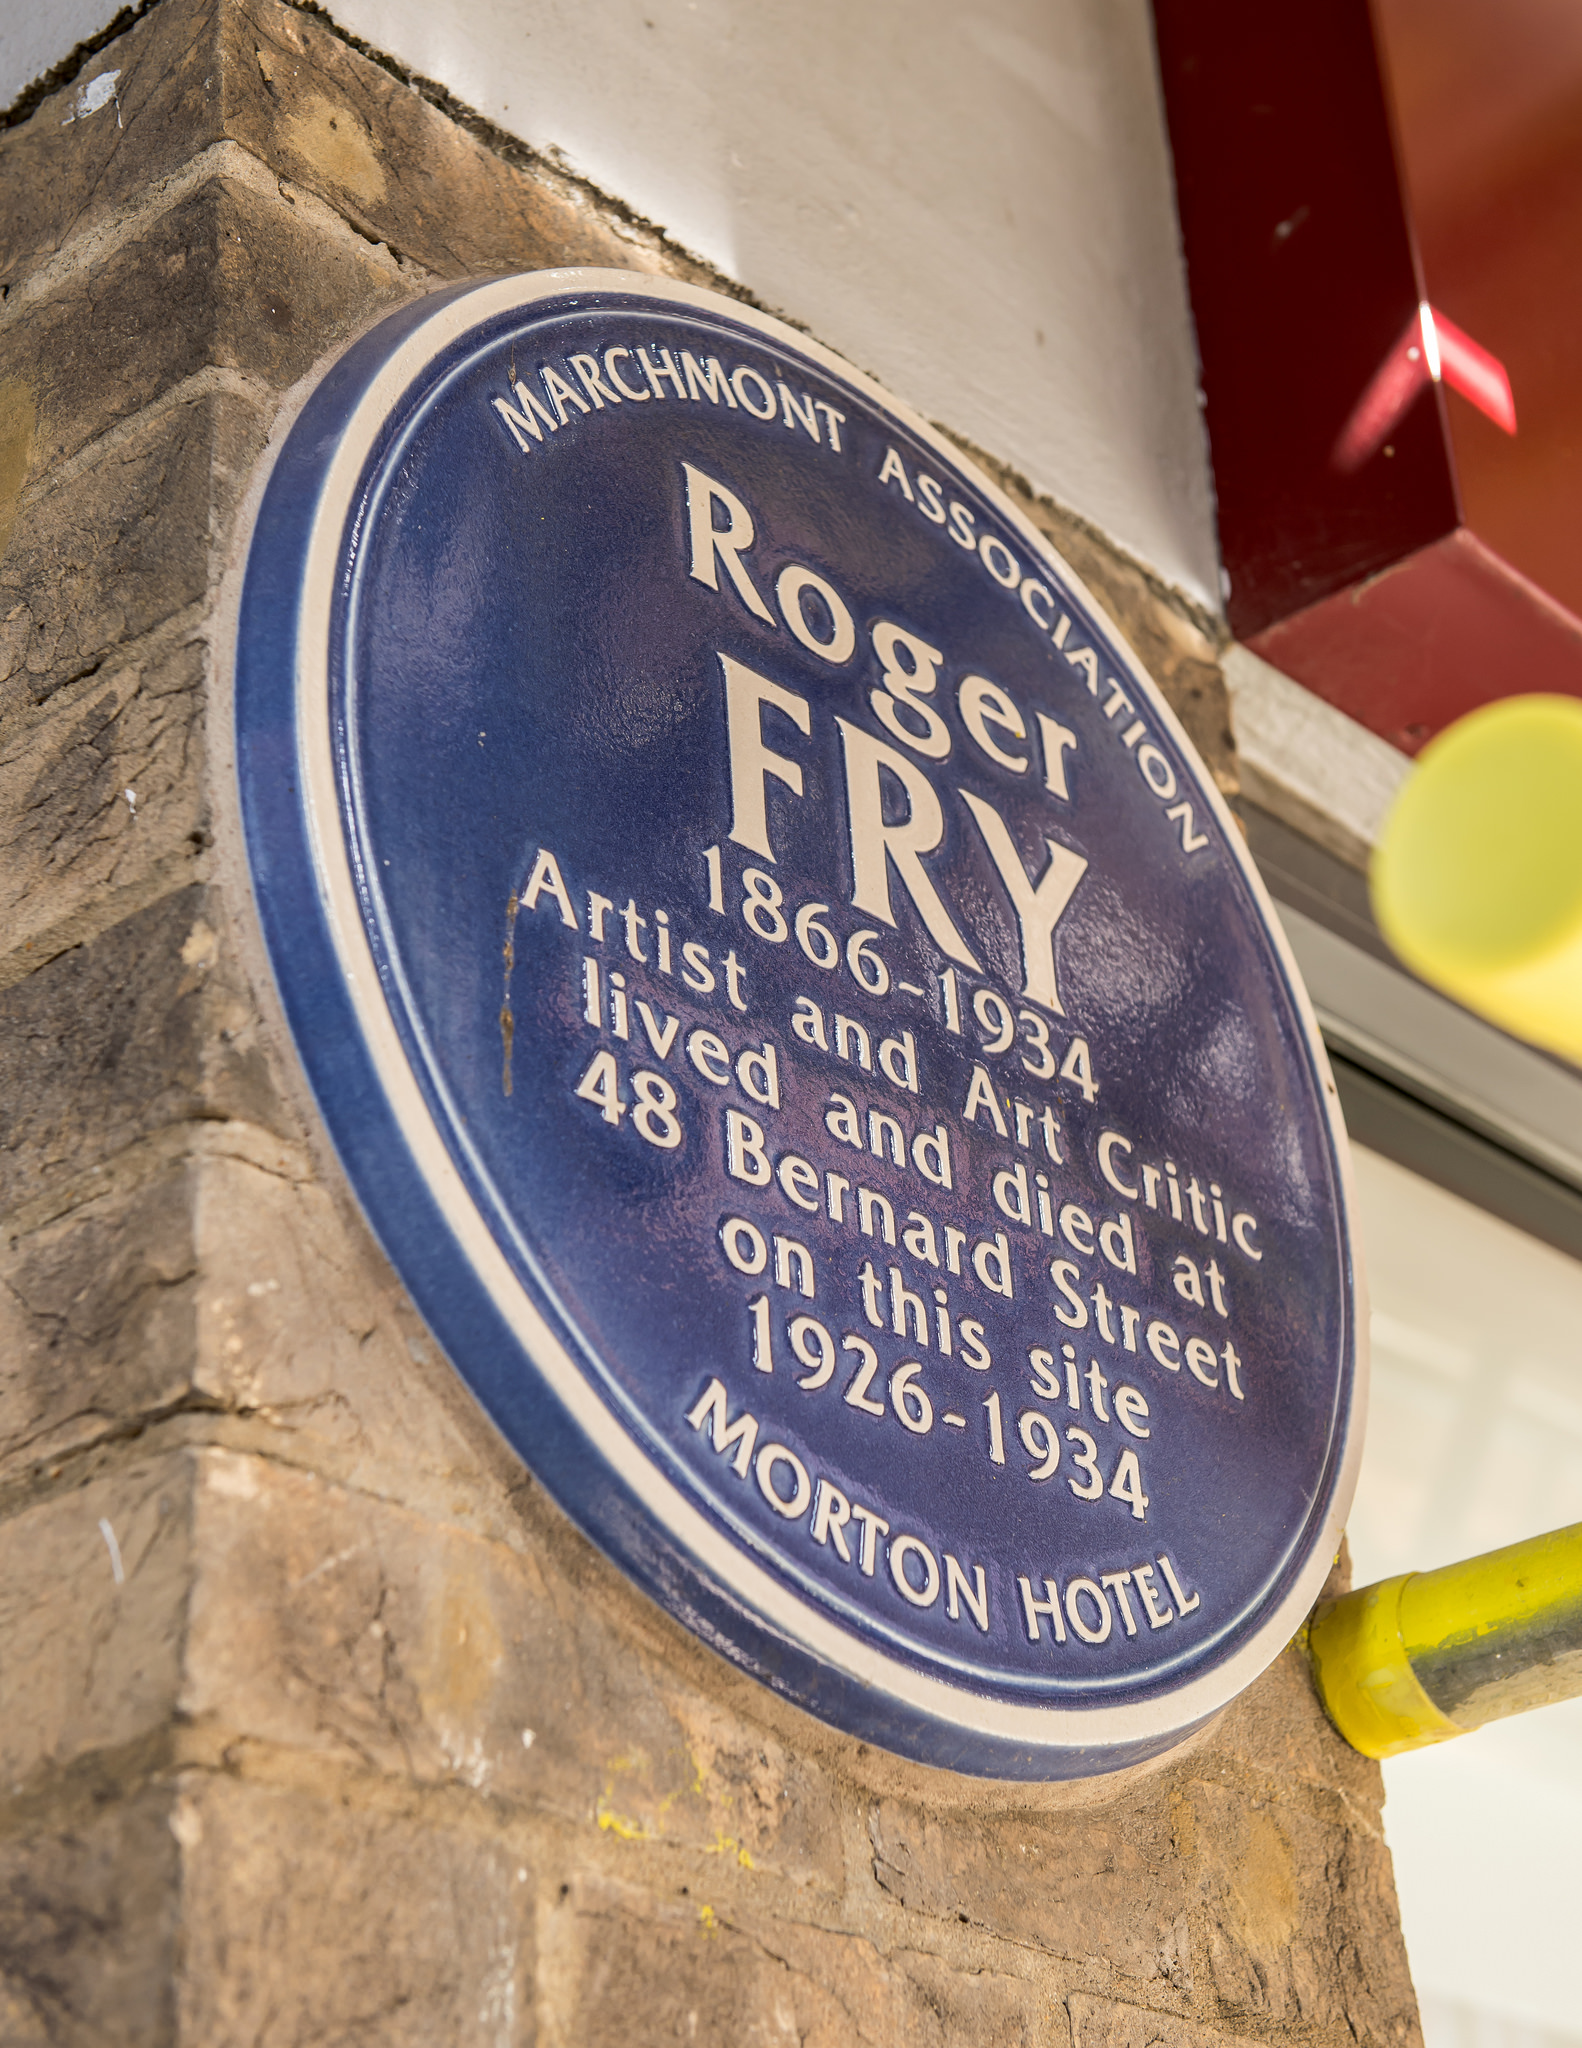 MARCHMONT ASSOCIATION
Roger
FRY
1866-1934
Artist and Art Critic
lived and died at
48 Bernard Street
on this site
1926-1934
MORTON HOTEL